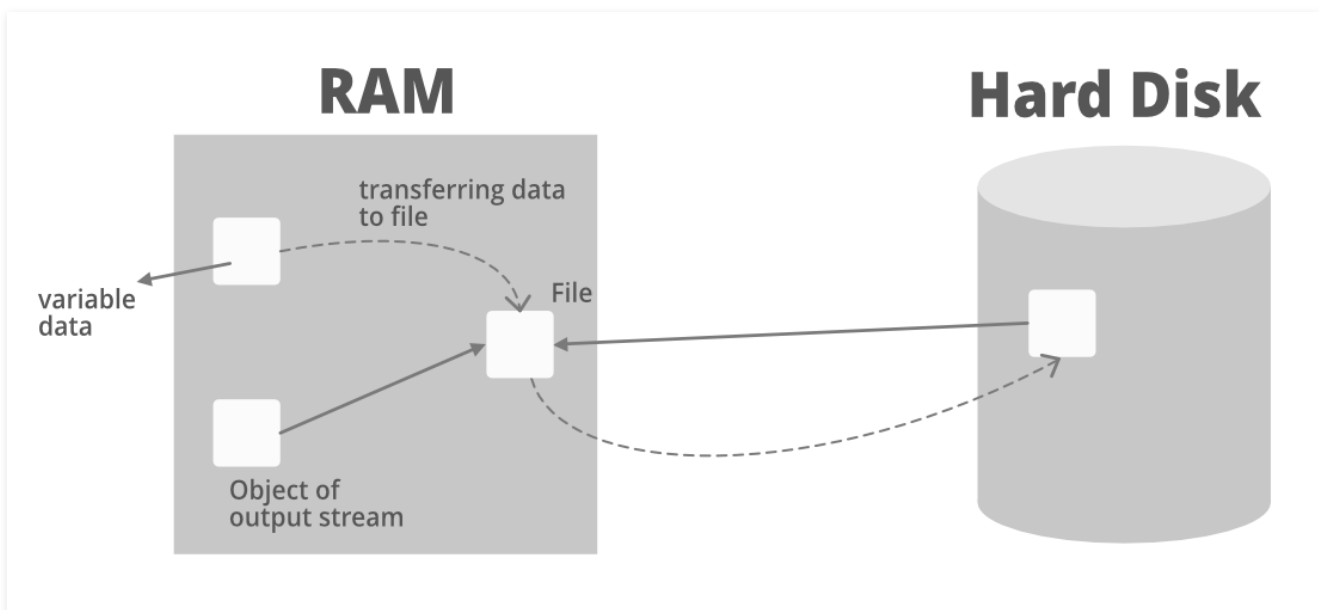 RAM
Hard Disk
transferring data
to file
File
variable
data
Object of
output stream